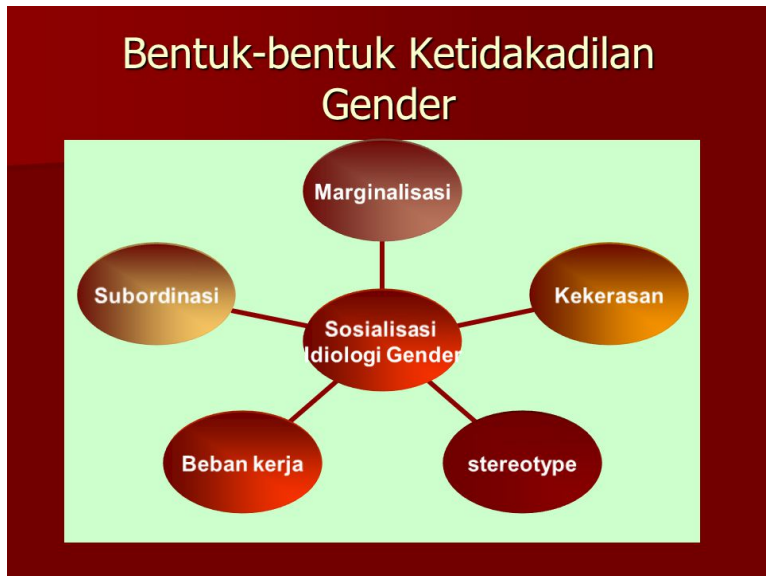 Bentuk-bentuk Ketidakadilan
Gender
Marginalisasi
Subordinasi
Kekerasan
Sosialisasi
Idiologi Gender
Beban kerja
stereotype